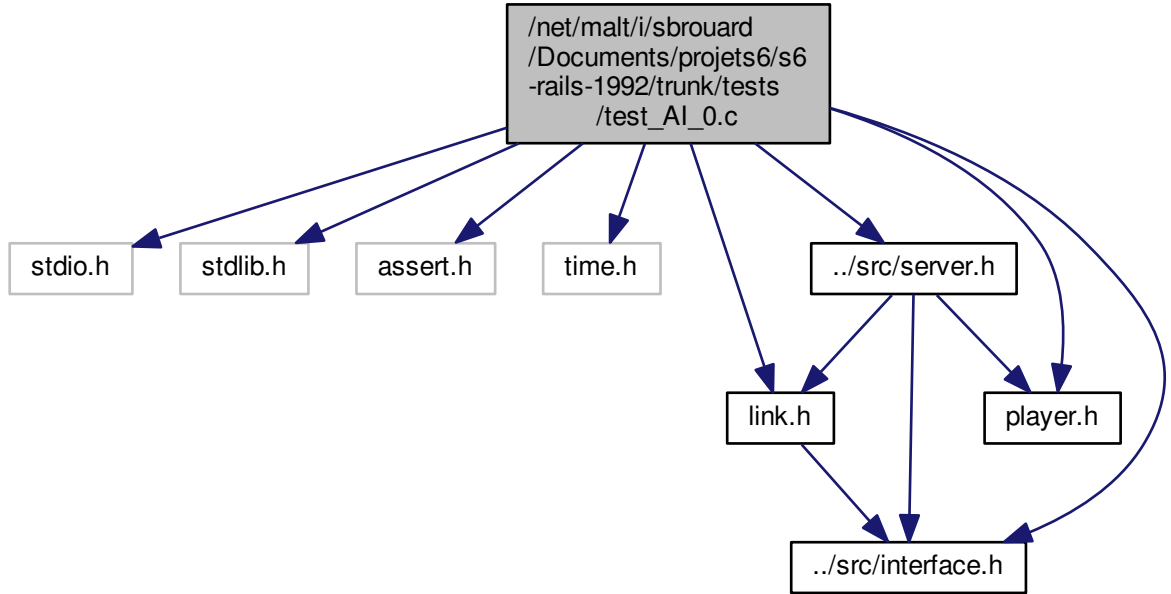 /net/malt/i/sbrouard
/Documents/projets6/s6
-rails-1992/trunk/tests
/test_AI_0.c
stdio.h
stdlib.h
assert.h
time.h
../src/server.h
link.h
player.h
../src/interface.h